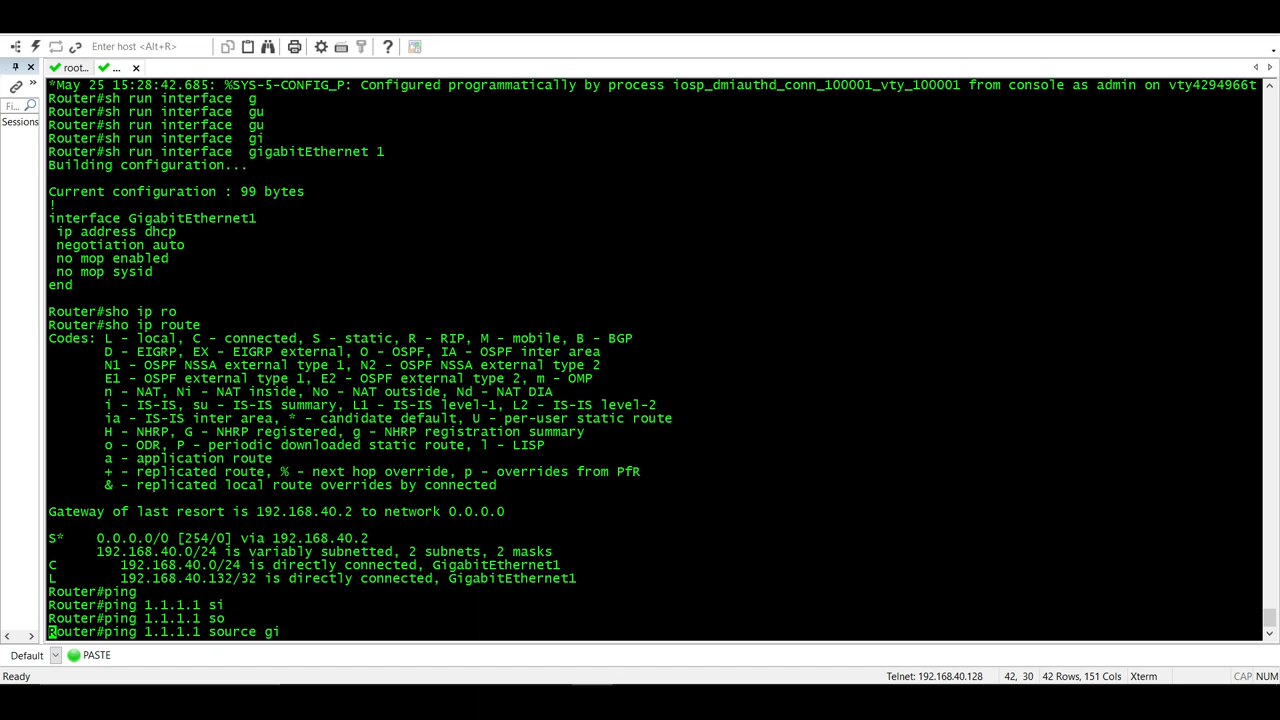 Enter host <Alt+R>
root...
...
*May 25 15:28:42.685: %SYS-5-CONFIG_P: Configured programmatically by process iosp_dmiauthd_conn_100001_vty_100001 from console as admin on vty4294966t
Router#sh run interface  g
Router#sh run interface  gu
Router#sh run interface  gu
Router#sh run interface  gi
Router#sh run interface  gigabitEthernet 1
Building configuration...
Fi...
Sessions
Current configuration : 99 bytes
!
interface GigabitEthernet1
 ip address dhcp
 negotiation auto
 no mop enabled
 no mop sysid
end
Router#sho ip ro
Router#sho ip route
Codes: L - local, C - connected, S - static, R - RIP, M - mobile, B - BGP
       D - EIGRP, EX - EIGRP external, O - OSPF, IA - OSPF inter area
       N1 - OSPF NSSA external type 1, N2 - OSPF NSSA external type 2
       E1 - OSPF external type 1, E2 - OSPF external type 2, m - OMP
       n - NAT, Ni - NAT inside, No - NAT outside, Nd - NAT DIA
       i - IS-IS, su - IS-IS summary, L1 - IS-IS level-1, L2 - IS-IS level-2
       ia - IS-IS inter area, * - candidate default, U - per-user static route
       H - NHRP, G - NHRP registered, g - NHRP registration summary
       o - ODR, P - periodic downloaded static route, l - LISP
       a - application route
       + - replicated route, % - next hop override, p - overrides from PfR
       & - replicated local route overrides by connected
Gateway of last resort is 192.168.40.2 to network 0.0.0.0
S*    0.0.0.0/0 [254/0] via 192.168.40.2
      192.168.40.0/24 is variably subnetted, 2 subnets, 2 masks
C        192.168.40.0/24 is directly connected, GigabitEthernet1
L        192.168.40.132/32 is directly connected, GigabitEthernet1
Router#ping
Router#ping 1.1.1.1 si
Router#ping 1.1.1.1 so
Router#ping 1.1.1.1 source gi
Default PASTE
Ready Telnet: 192.168.40.128 42, 30 42 Rows, 151 Cols Xterm CAP NUM